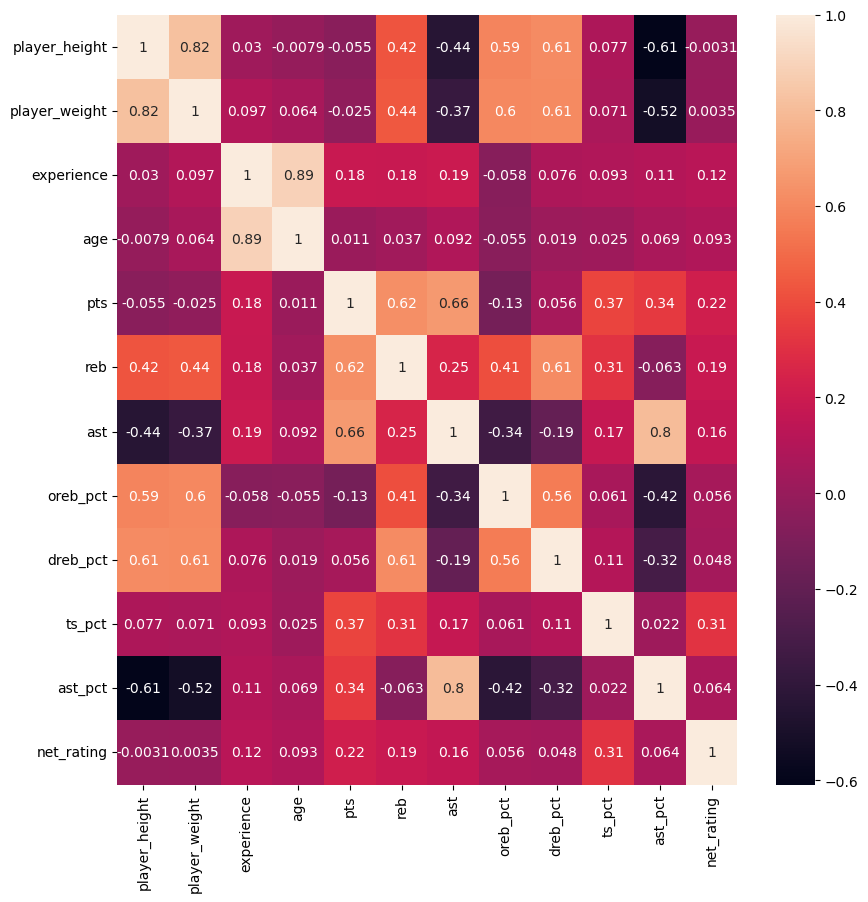 player_height 1 0.82 0.03 -0.0079 -0.055 0.42 -0.44 0.59 0.61 0.077 -0.61 -0.0031
player_weight 0.82 1 0.097 0.064 -0.025 0.44 -0.37 0.6 0.61 0.071 -0.52 0.0035
experience 0.03 0.097 1 0.89 0.18 0.18 0.19 -0.058 0.076 0.093 0.11 0.12
age -0.0079 0.064 0.89 1 0.011 0.037 0.092 -0.055 0.019 0.025 0.069 0.093
pts -0.055 -0.025 0.18 0.011 1 0.62 0.66 -0.13 0.056 0.37 0.34 0.22
reb 0.42 0.44 0.18 0.037 0.62 1 0.25 0.41 0.61 0.31 -0.063 0.19
ast -0.44 -0.37 0.19 0.092 0.66 0.25 1 -0.34 -0.19 0.17 0.8 0.16
oreb_pct 0.59 0.6 -0.058 -0.055 -0.13 0.41 -0.34 1 0.56 0.061 -0.42 0.056
dreb_pct 0.61 0.61 0.076 0.019 0.056 0.61 -0.19 0.56 1 0.11 -0.32 0.048
ts_pct 0.077 0.071 0.093 0.025 0.37 0.31 0.17 0.061 0.11 1 0.022 0.31
ast_pct -0.61 -0.52 0.11 0.069 0.34 -0.063 0.8 -0.42 -0.32 0.022 1 0.064
net_rating -0.0031 0.0035 0.12 0.093 0.22 0.19 0.16 0.056 0.048 0.31 0.064 1
player_height player_weight experience age pts reb ast oreb_pct dreb_pct ts_pct ast_pct net_rating
1.0
0.8
0.6
0.4
0.2
0.0
−0.2
−0.4
−0.6